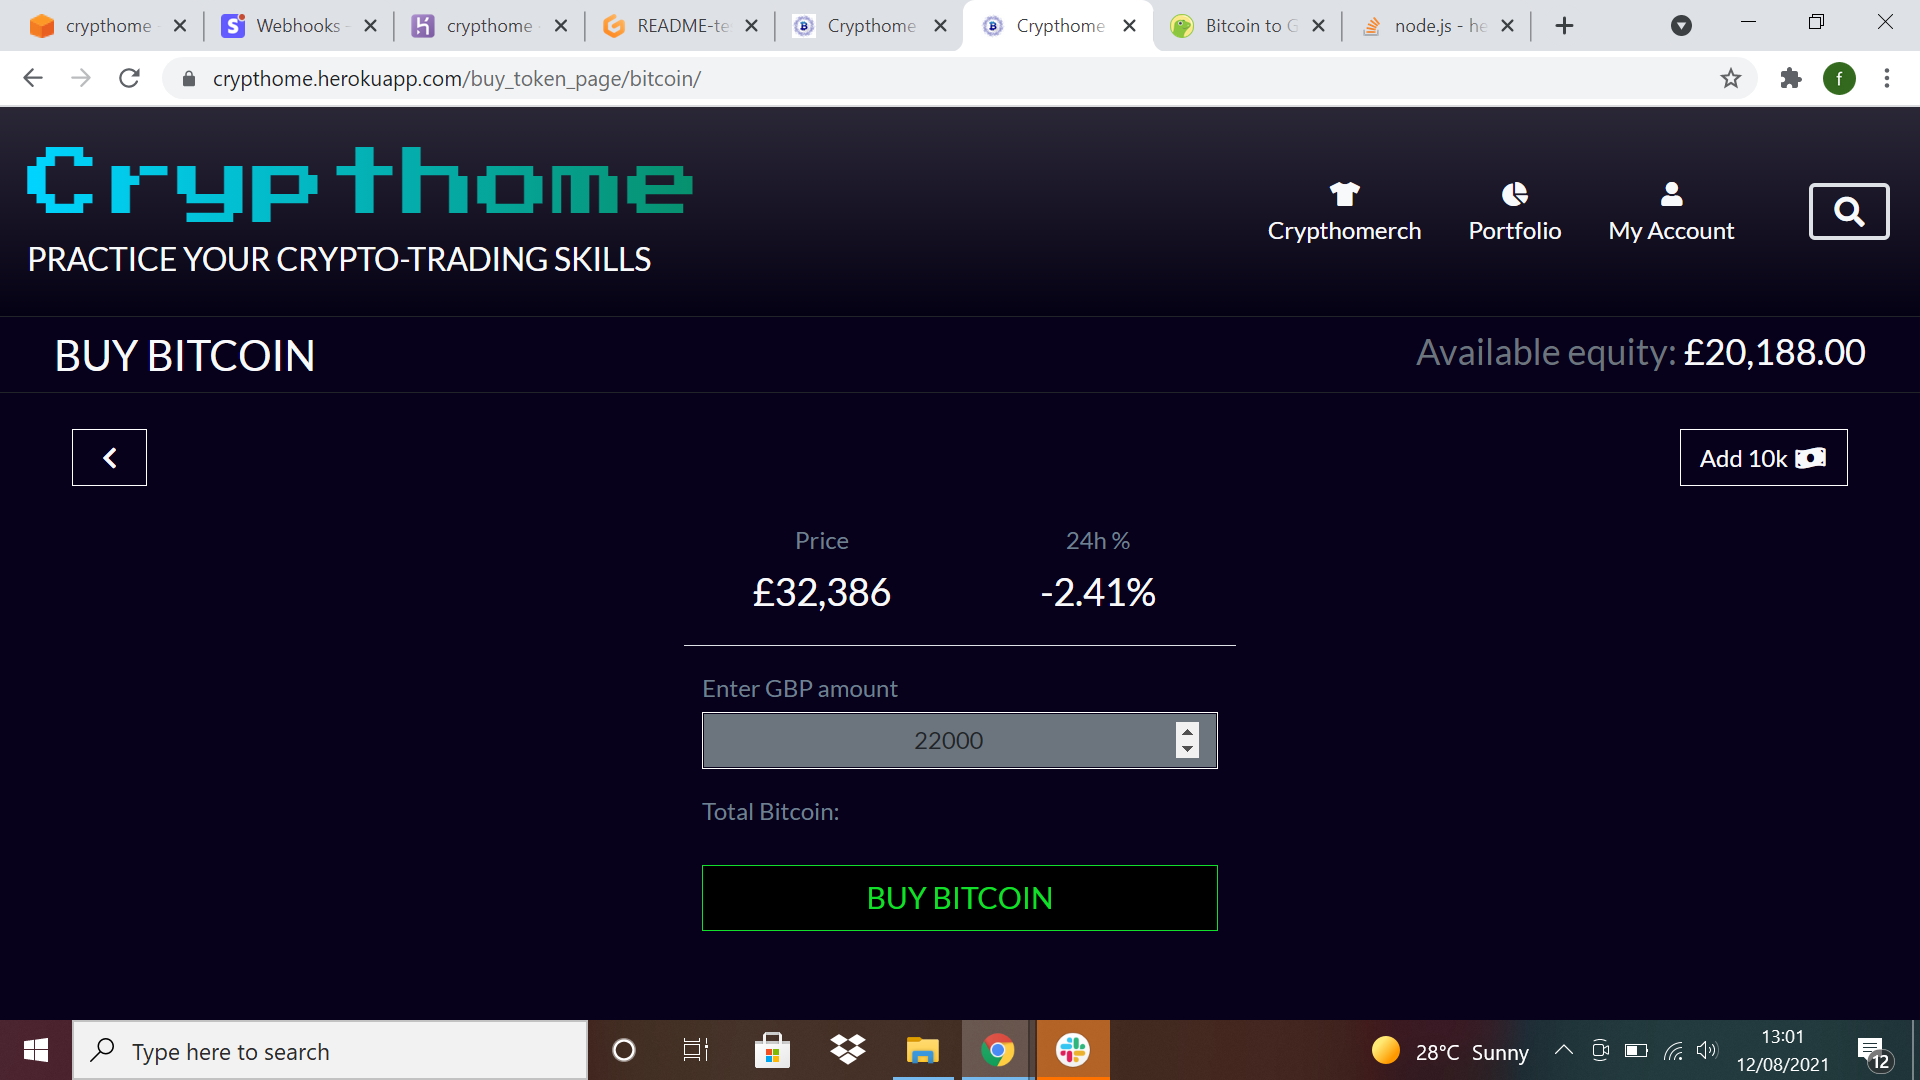 crypthome
Webhooks -
crypthome
README-te
Crypthome
Crypthome
Bitcoin to G
node.js - he
crypthome.herokuapp.com/buy_token_page/bitcoin/
f
Crypthome
PRACTICE YOUR CRYPTO-TRADING SKILLS
Crypthomerch
Portfolio
My Account
BUY BITCOIN
Available equity: £20,188.00
Add 10k
Price
24h %
£32,386
-2.41%
Enter GBP amount
22000
Total Bitcoin:
BUY BITCOIN
Type here to search
28°C Sunny
13:01
12/08/2021
12